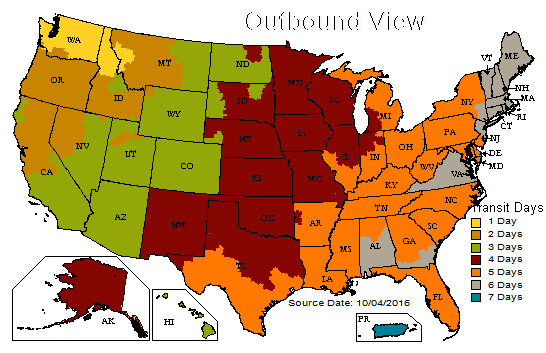 Outbound View
WA
MT
ND
MN
VT
ME
OR
ID
SD
WI
MI
NY
NH
MA
RI
CT
WY
NE
IA
PA
NJ
NV
UT
CO
IL
IN
OH
DE
MD
CA
KS
MO
WV
VA
KY
AZ
NM
OK
AR
TN
NC
TX
MS
AL
GA
SC
LA
FL
AK
HI
PR
Transit Days
1 Day
2 Days
3 Days
4 Days
5 Days
6 Days
7 Days
Source Date: 10/04/2016